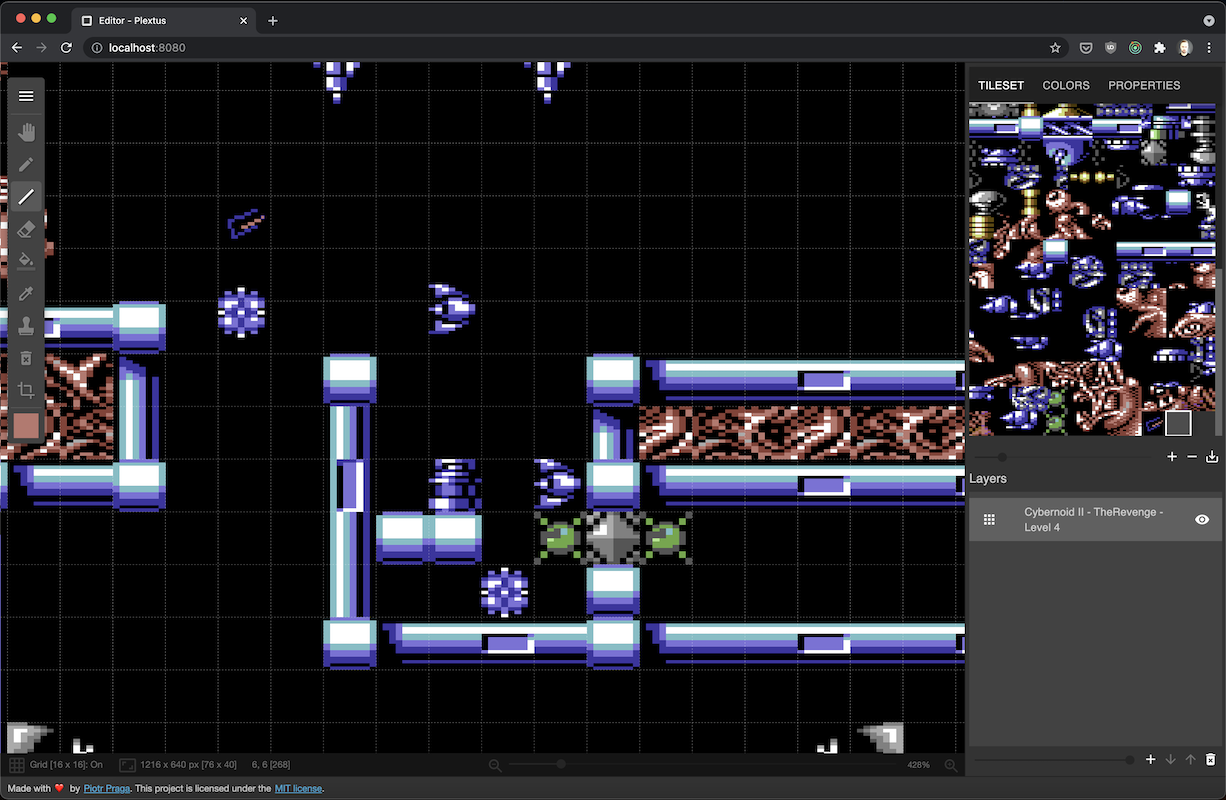 Editor - Plextus
localhost:8080
TILESET COLORS PROPERTIES
Layers
Cybernoid II - TheRevenge -
Level 4
Grid [16 x 16]: On 1216 x 640 px [76 x 40] 6, 6 [268] 428%
Made with ❤️ by Piotr Praga. This project is licensed under the MIT license.